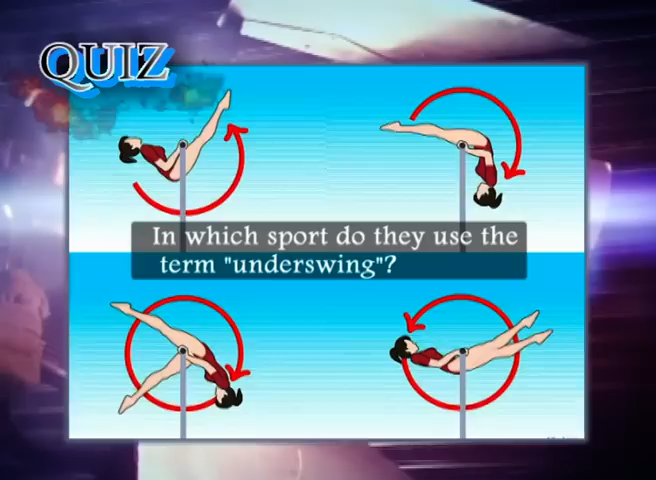 QUIZ
In which sport do they use the
term "underswing"?